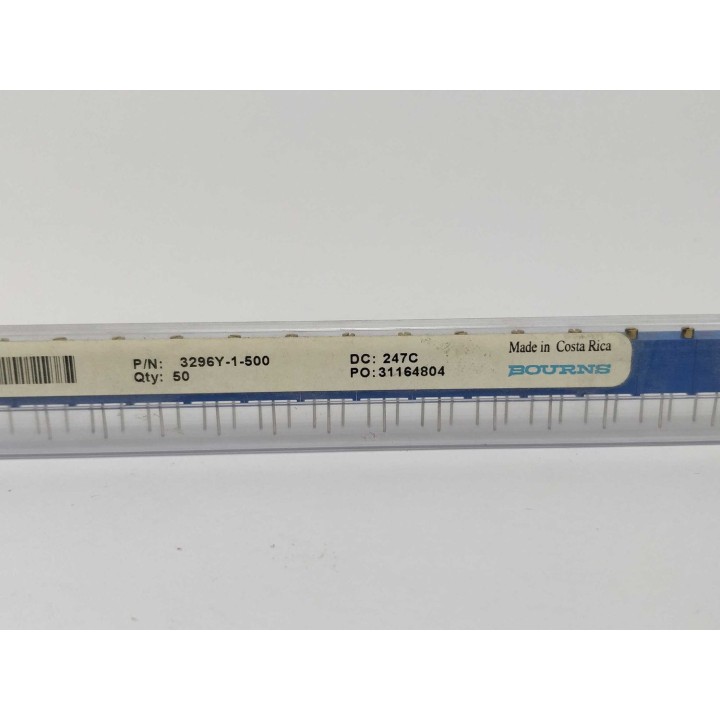 P/N: 3296Y-1-500
Qty: 50
DC: 247C
PO:31164804
Made in Costa Rica
BOURNS